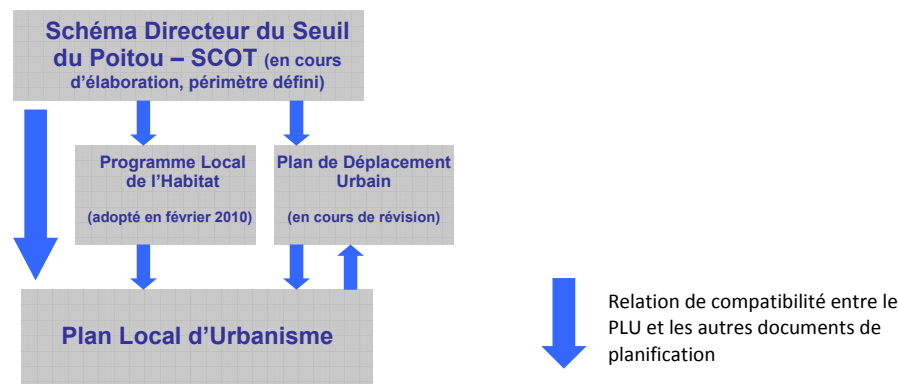 Schéma Directeur du Seuil
du Poitou – SCOT (en cours
d’élaboration, périmètre défini)
Programme Local
de l’Habitat
(adopté en février 2010)
Plan de Déplacement
Urbain
(en cours de révision)
Plan Local d’Urbanisme
Relation de compatibilité entre le
PLU et les autres documents de
planification